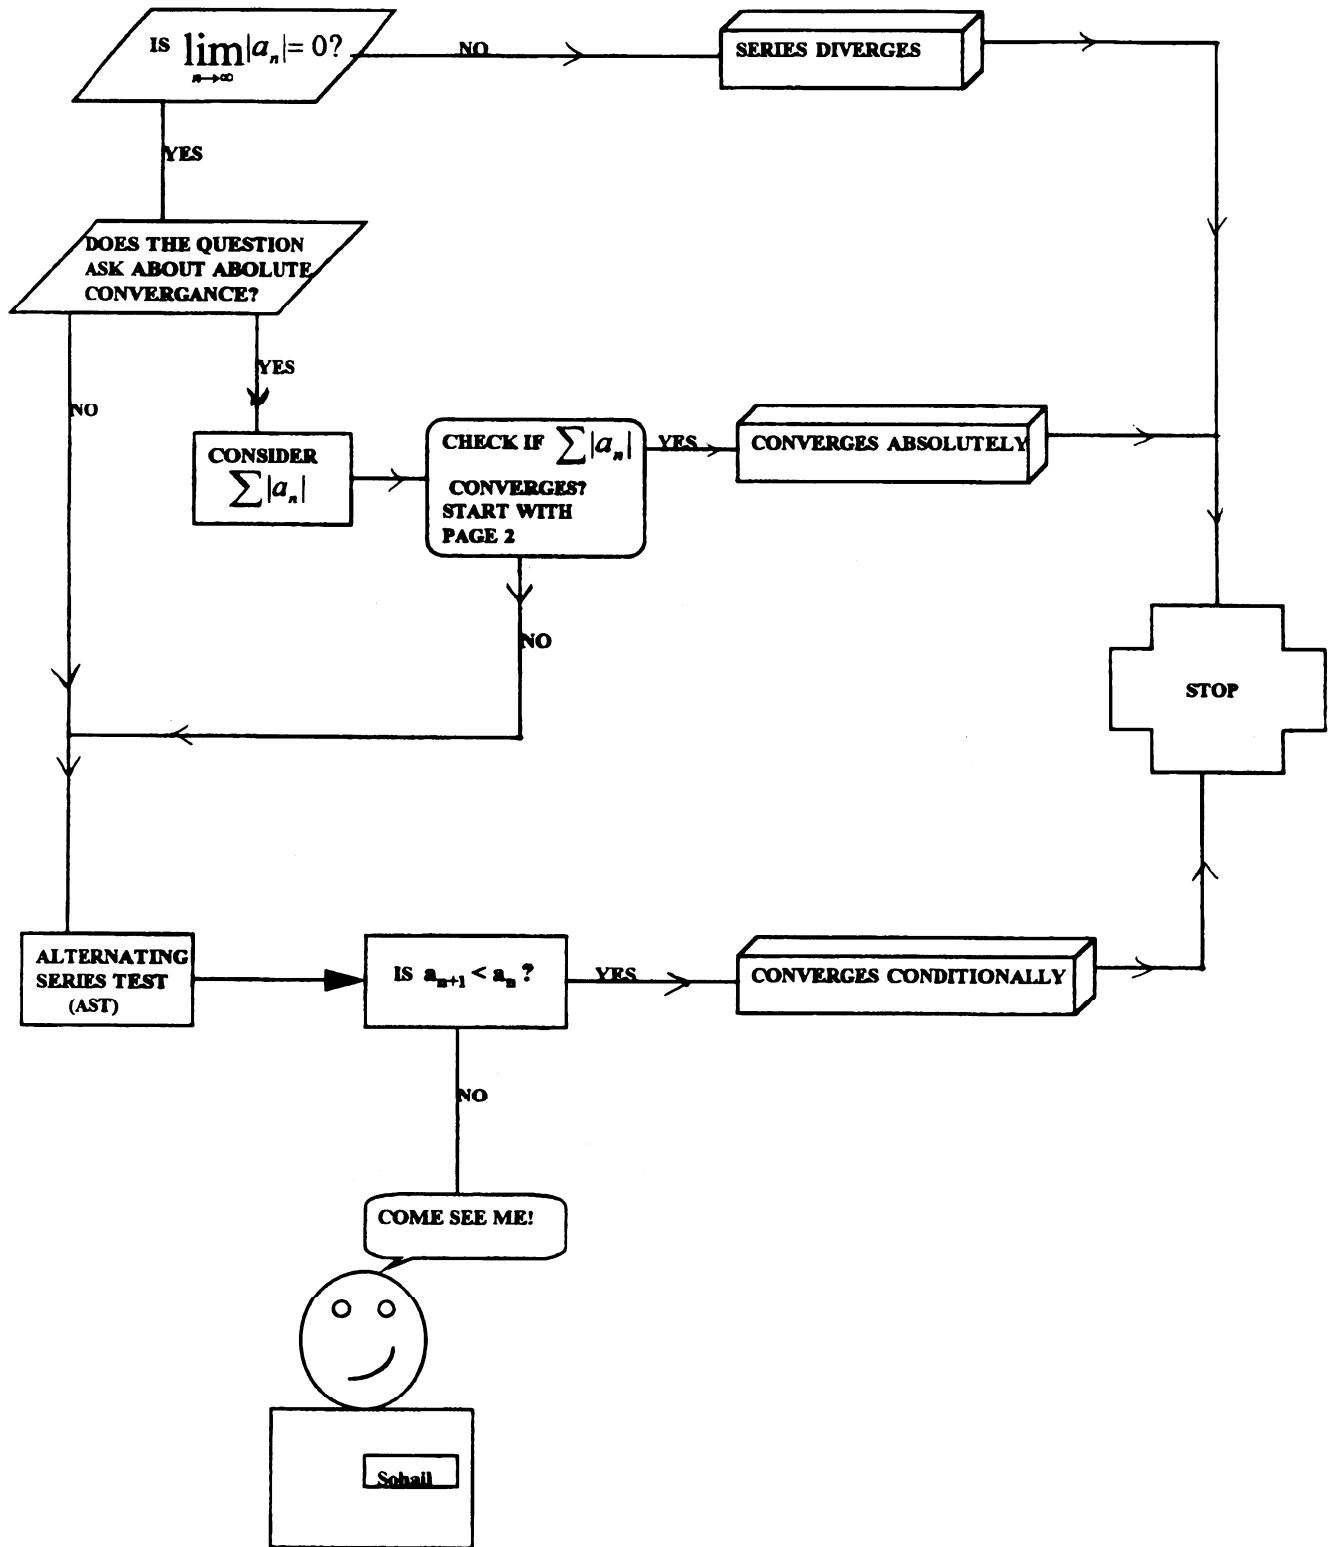 IS lim n→∞ |aₙ| = 0?
NO
SERIES DIVERGES
YES
DOES THE QUESTION
ASK ABOUT ABOLUTE
CONVERGANCE?
YES
NO
CONSIDER
∑|aₙ|
CHECK IF ∑|aₙ|
CONVERGES?
START WITH
PAGE 2
YES
CONVERGES ABSOLUTELY
NO
STOP
ALTERNATING
SERIES TEST
(AST)
IS aₙ₊₁ < aₙ ?
YES
CONVERGES CONDITIONALLY
NO
COME SEE ME!
Sohail